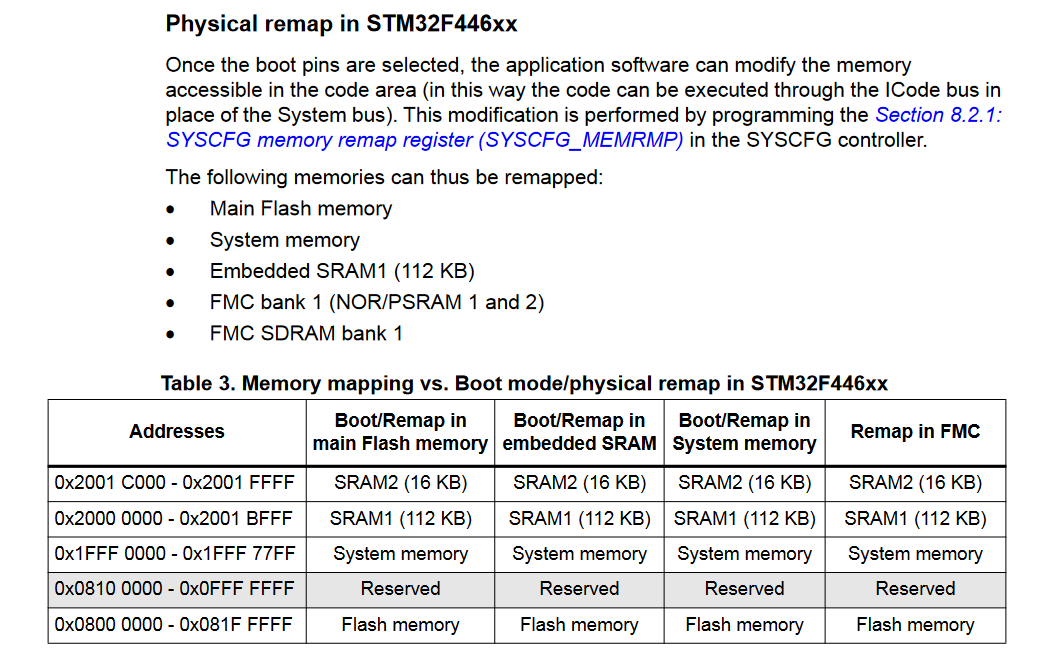 Physical remap in STM32F446xx
Once the boot pins are selected, the application software can modify the memory
accessible in the code area (in this way the code can be executed through the ICode bus in
place of the System bus). This modification is performed by programming the Section 8.2.1:
SYSCFG memory remap register (SYSCFG_MEMRMP) in the SYSCFG controller.
The following memories can thus be remapped:
• Main Flash memory
• System memory
• Embedded SRAM1 (112 KB)
• FMC bank 1 (NOR/PSRAM 1 and 2)
• FMC SDRAM bank 1
Table 3. Memory mapping vs. Boot mode/physical remap in STM32F446xx
Addresses Boot/Remap in main Flash memory Boot/Remap in embedded SRAM Boot/Remap in System memory Remap in FMC
0x2001 C000 - 0x2001 FFFF SRAM2 (16 KB) SRAM2 (16 KB) SRAM2 (16 KB) SRAM2 (16 KB)
0x2000 0000 - 0x2001 BFFF SRAM1 (112 KB) SRAM1 (112 KB) SRAM1 (112 KB) SRAM1 (112 KB)
0x1FFF 0000 - 0x1FFF 77FF System memory System memory System memory System memory
0x0810 0000 - 0x0FFF FFFF Reserved Reserved Reserved Reserved
0x0800 0000 - 0x081F FFFF Flash memory Flash memory Flash memory Flash memory